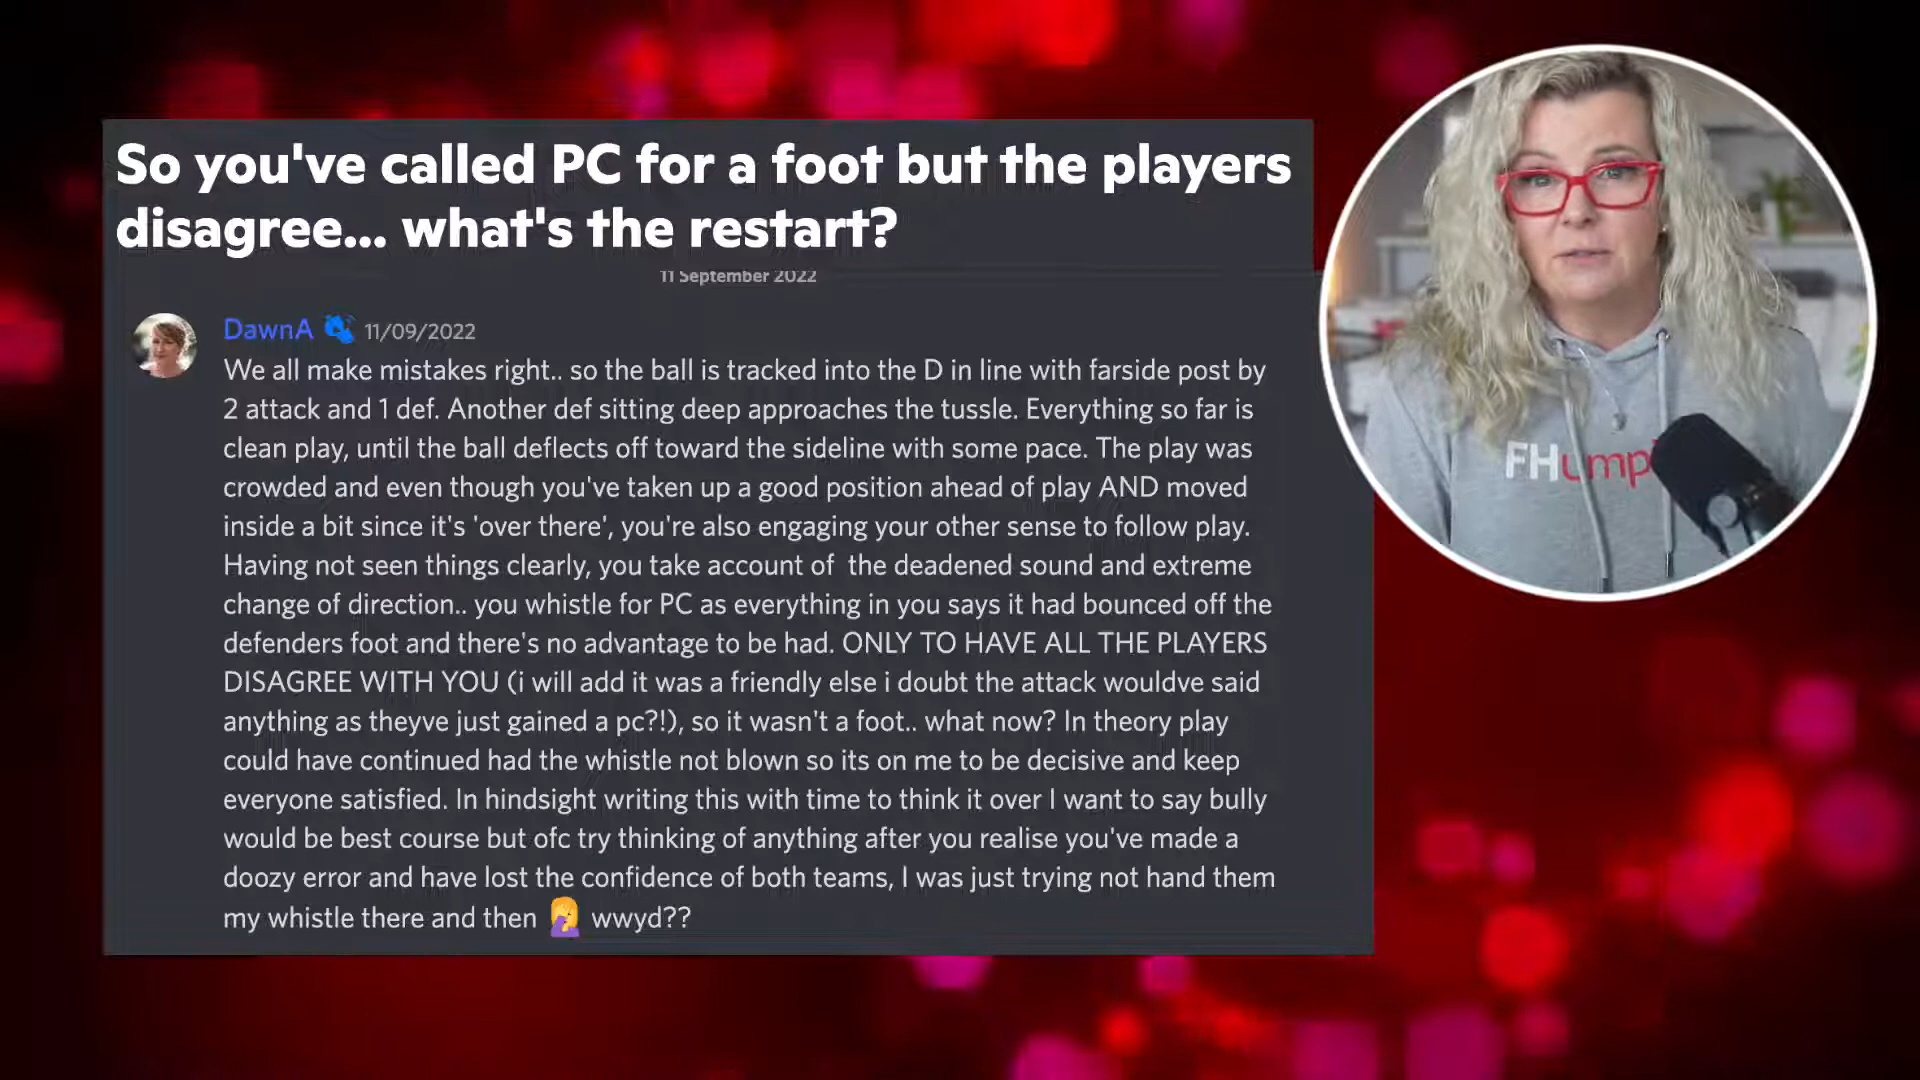 So you've called PC for a foot but the players
disagree... what's the restart?
11 September 2022
DawnA 11/09/2022
We all make mistakes right.. so the ball is tracked into the D in line with farside post by
2 attack and 1 def. Another def sitting deep approaches the tussle. Everything so far is
clean play, until the ball deflects off toward the sideline with some pace. The play was
crowded and even though you've taken up a good position ahead of play AND moved
inside a bit since it's 'over there', you're also engaging your other sense to follow play.
Having not seen things clearly, you take account of the deadened sound and extreme
change of direction.. you whistle for PC as everything in you says it had bounced off the
defenders foot and there's no advantage to be had. ONLY TO HAVE ALL THE PLAYERS
DISAGREE WITH YOU (i will add it was a friendly else i doubt the attack wouldve said
anything as theyve just gained a pc?!), so it wasn't a foot.. what now? In theory play
could have continued had the whistle not blown so its on me to be decisive and keep
everyone satisfied. In hindsight writing this with time to think it over I want to say bully
would be best course but ofc try thinking of anything after you realise you've made a
doozy error and have lost the confidence of both teams, I was just trying not hand them
my whistle there and then 🤦 wwyd??
FHump